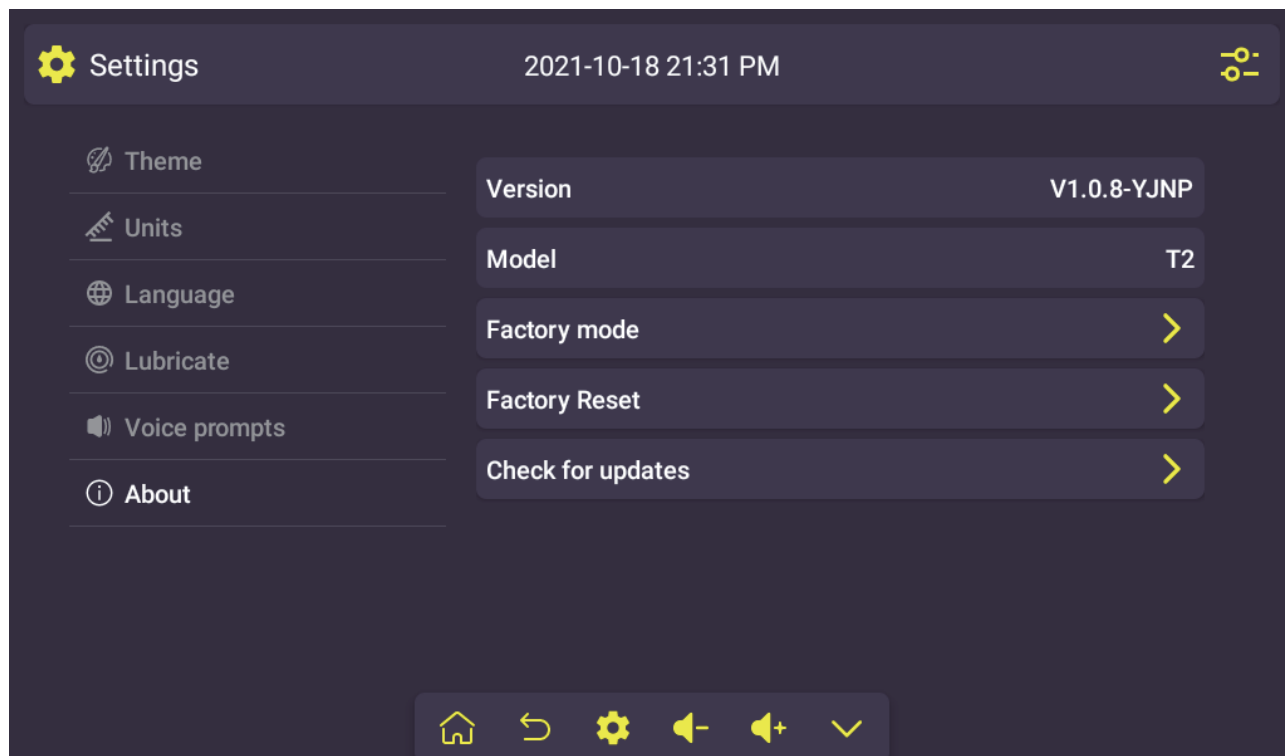 Settings
2021-10-18 21:31 PM
Theme
Units
Language
Lubricate
Voice prompts
About
Version V1.0.8-YJNP
Model T2
Factory mode
Factory Reset
Check for updates